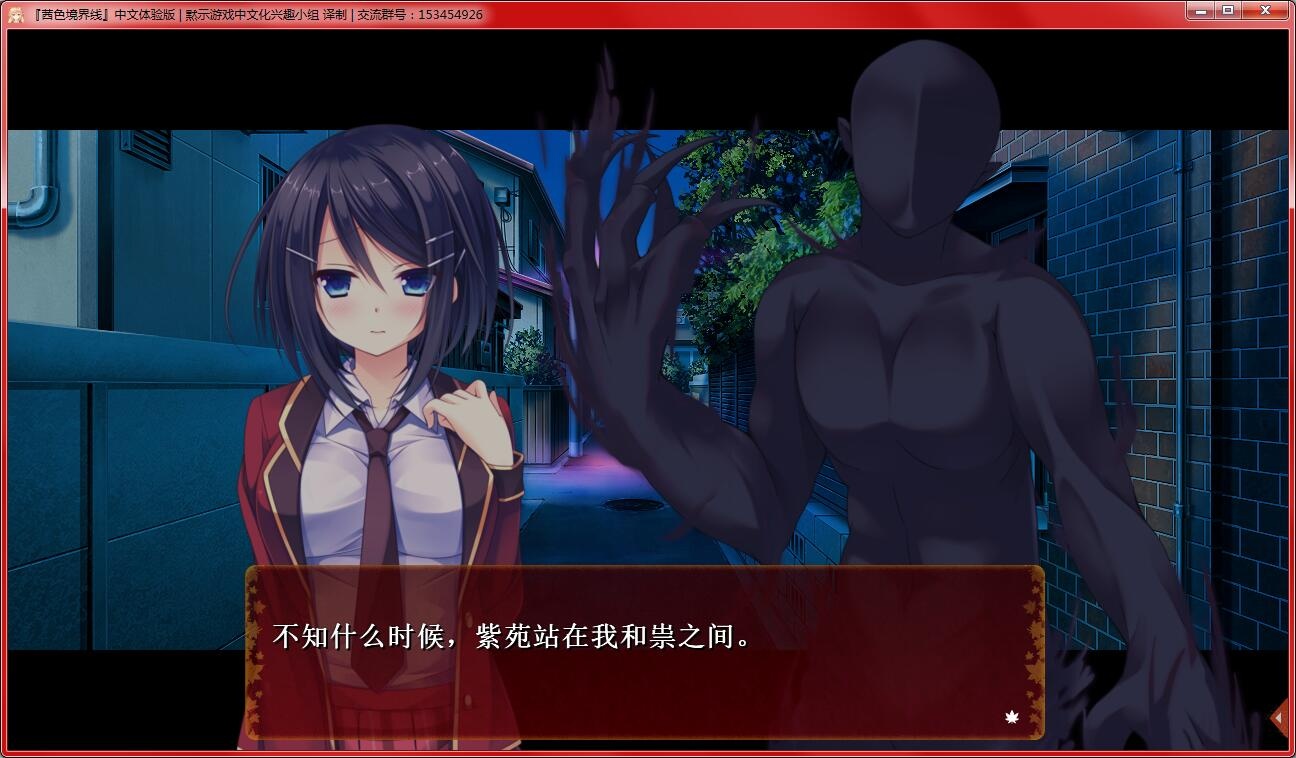 『茜色境界线』中文体验版 | 默示游戏中文化兴趣小组 译制 | 交流群号：153454926
不知什么时候，紫苑站在我和祟之间。